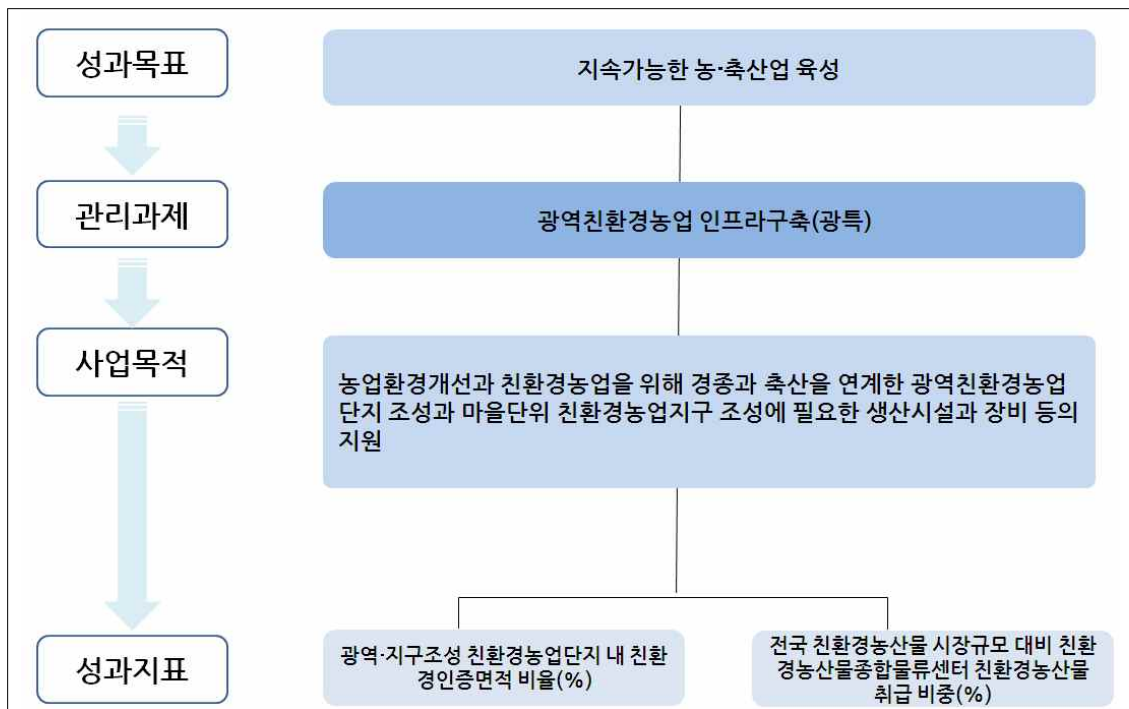 성과목표
지속가능한 농·축산업 육성
관리과제
광역친환경농업 인프라구축(광특)
사업목적
농업환경개선과 친환경농업을 위해 경종과 축산을 연계한 광역친환경농업
단지 조성과 마을단위 친환경농업지구 조성에 필요한 생산시설과 장비 등의
지원
성과지표
광역·지구조성 친환경농업단지 내 친환
경인증면적 비율(%)
전국 친환경농산물 시장규모 대비 친환
경농산물종합물류센터 친환경농산물
취급 비중(%)